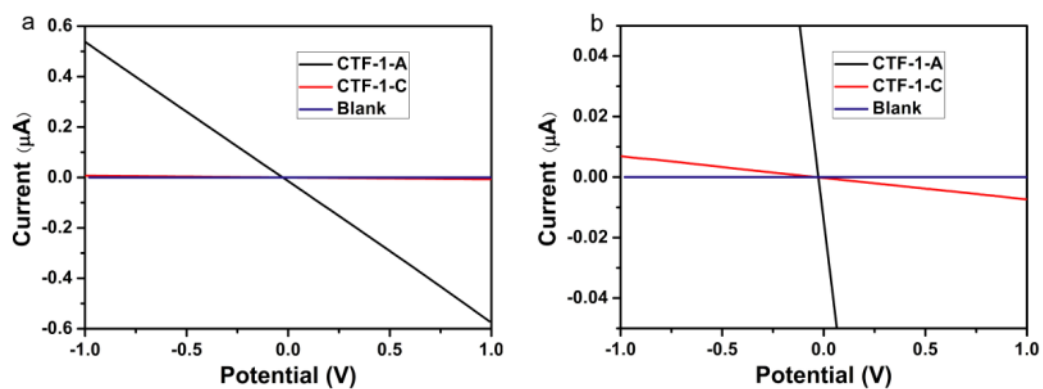 a
0.6
0.4
0.2
0.0
-0.2
-0.4
-0.6
Current (μA)
-1.0 -0.5 0.0 0.5 1.0
Potential (V)
CTF-1-A
CTF-1-C
Blank
b
0.04
0.02
0.00
-0.02
-0.04
Current (μA)
-1.0 -0.5 0.0 0.5 1.0
Potential (V)
CTF-1-A
CTF-1-C
Blank